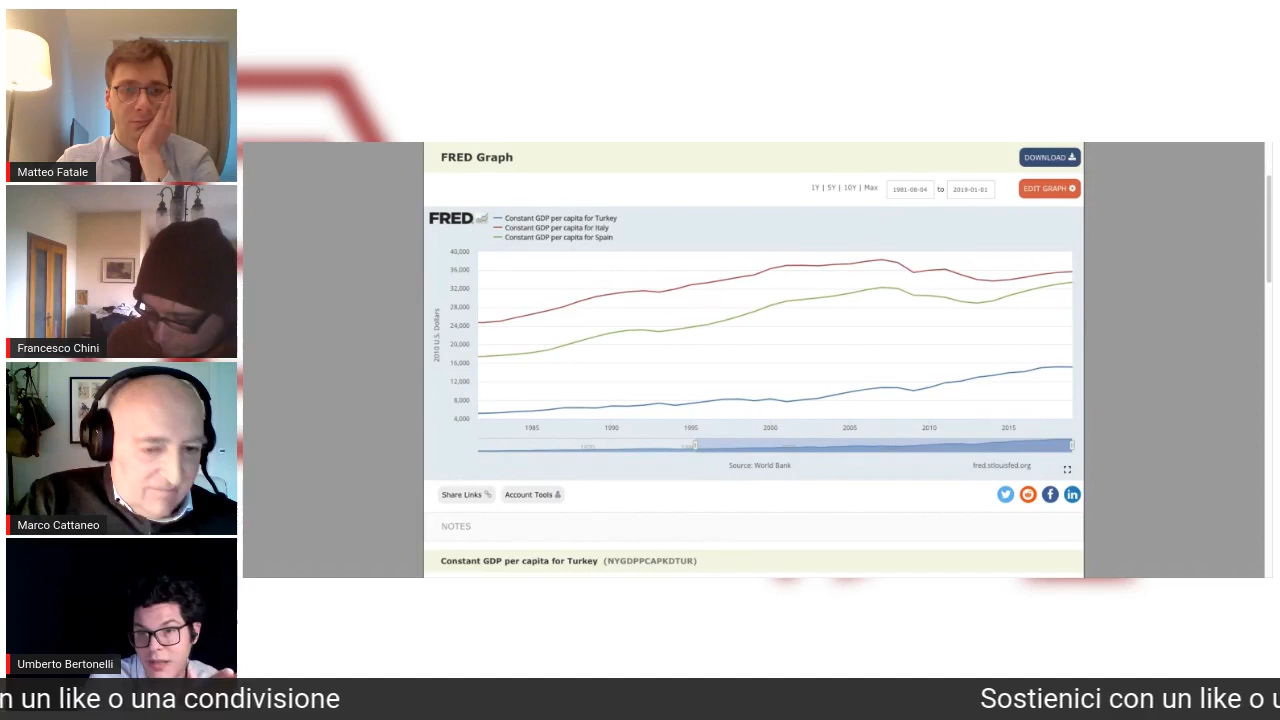 Matteo Fatale
Francesco Chini
Marco Cattaneo
Umberto Bertonelli
FRED Graph
DOWNLOAD
1Y | 5Y | 10Y | Max
1981-08-04 to 2019-01-01
EDIT GRAPH
FRED
Constant GDP per capita for Turkey
Constant GDP per capita for Italy
Constant GDP per capita for Spain
2010 U.S. Dollars
40,000
36,000
32,000
28,000
24,000
20,000
16,000
12,000
8,000
4,000
1985 1990 1995 2000 2005 2010 2015
Source: World Bank
fred.stlouisfed.org
Share Links
Account Tools
NOTES
Constant GDP per capita for Turkey (NYGDPPCAPKDTUR)
n un like o una condivisione
Sostienici con un like o u